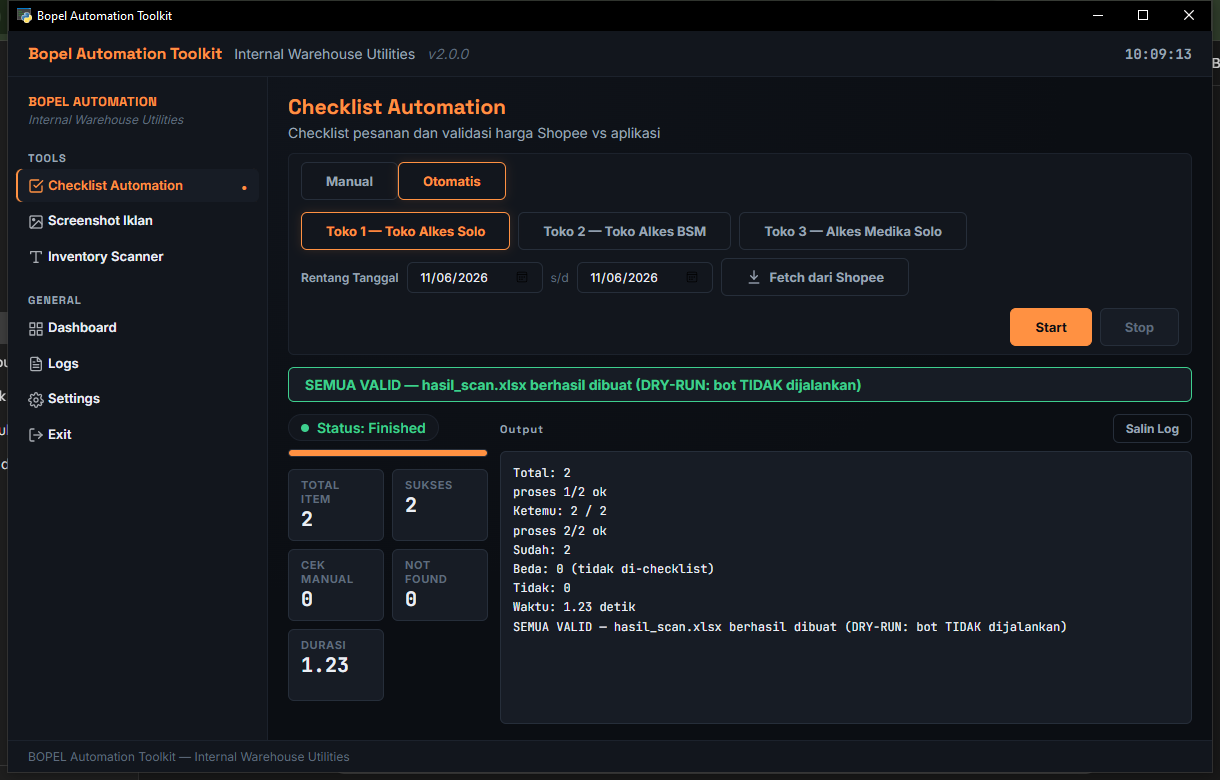 Bopel Automation Toolkit
Bopel Automation Toolkit Internal Warehouse Utilities v2.0.0 10:09:13
BOPEL AUTOMATION
Internal Warehouse Utilities
TOOLS
Checklist Automation
Screenshot Iklan
Inventory Scanner
GENERAL
Dashboard
Logs
Settings
Exit
Checklist Automation
Checklist pesanan dan validasi harga Shopee vs aplikasi
Manual Otomatis
Toko 1 — Toko Alkes Solo Toko 2 — Toko Alkes BSM Toko 3 — Alkes Medika Solo
Rentang Tanggal 11/06/2026 s/d 11/06/2026 Fetch dari Shopee
Start Stop
SEMUA VALID — hasil_scan.xlsx berhasil dibuat (DRY-RUN: bot TIDAK dijalankan)
Status: Finished
TOTAL
ITEM
2
SUKSES
2
CEK
MANUAL
0
NOT
FOUND
0
DURASI
1.23
Output Salin Log
Total: 2
proses 1/2 ok
Ketemu: 2 / 2
proses 2/2 ok
Sudah: 2
Beda: 0 (tidak di-checklist)
Tidak: 0
Waktu: 1.23 detik
SEMUA VALID — hasil_scan.xlsx berhasil dibuat (DRY-RUN: bot TIDAK dijalankan)
BOPEL Automation Toolkit — Internal Warehouse Utilities